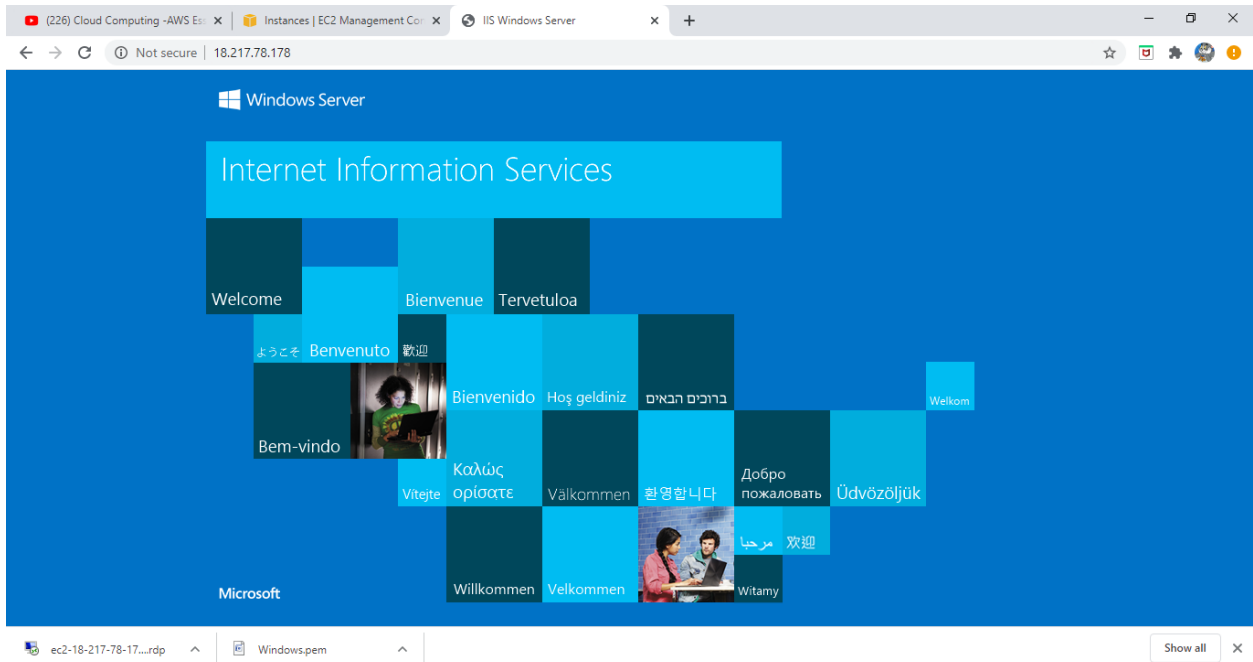 (226) Cloud Computing -AWS Es
Instances | EC2 Management Con
IIS Windows Server
Not secure
18.217.78.178
Windows Server
Internet Information Services
Welcome
Bienvenue
Tervetuloa
ようこそ
Benvenuto
歡迎
Bienvenido
Hoş geldiniz
ברוכים הבאים
Welkom
Bem-vindo
Vítejte
Καλώς
ορίσατε
Välkommen
환영합니다
Добро
пожаловать
Üdvözöljük
مرحبا
欢迎
Microsoft
Willkommen
Velkommen
Witamy
ec2-18-217-78-17....rdp
Windows.pem
Show all